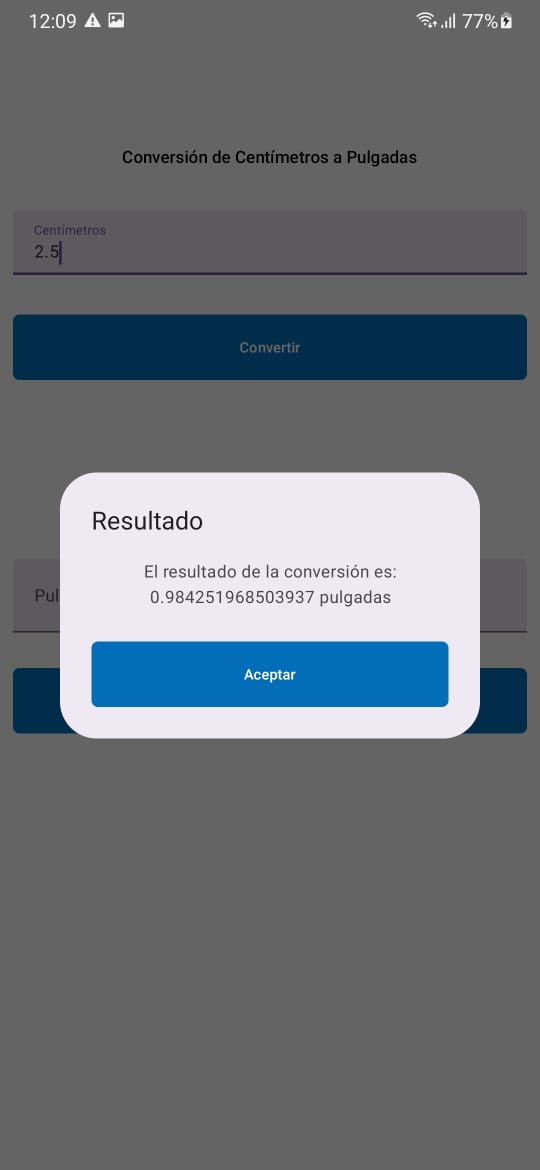 12:09 77%
Conversión de Centímetros a Pulgadas
Centímetros
2.5
Convertir
Resultado
El resultado de la conversión es:
0.984251968503937 pulgadas
Pul
Aceptar